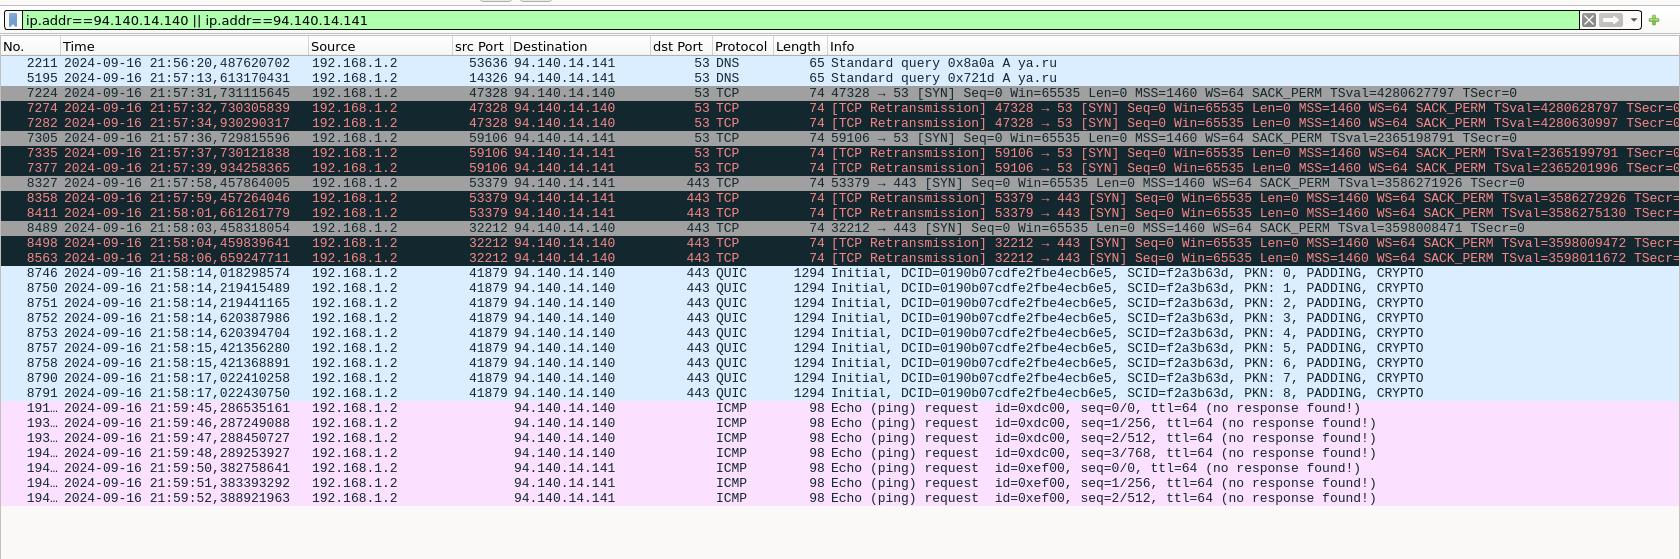 ip.addr==94.140.14.140 || ip.addr==94.140.14.141
No. Time Source src Port Destination dst Port Protocol Length Info
2211 2024-09-16 21:56:20,487620702 192.168.1.2 53636 94.140.14.141 53 DNS 65 Standard query 0x8a0a A ya.ru
5195 2024-09-16 21:57:13,613170431 192.168.1.2 14326 94.140.14.141 53 DNS 65 Standard query 0x721d A ya.ru
7224 2024-09-16 21:57:31,731115645 192.168.1.2 47328 94.140.14.141 53 TCP 74 47328 → 53 [SYN] Seq=0 Win=65535 Len=0 MSS=1460 WS=64 SACK_PERM TSval=4280627797 TSecr=0
7274 2024-09-16 21:57:32,730305839 192.168.1.2 47328 94.140.14.141 53 TCP 74 [TCP Retransmission] 47328 → 53 [SYN] Seq=0 Win=65535 Len=0 MSS=1460 WS=64 SACK_PERM TSval=4280628797 TSecr=0
7282 2024-09-16 21:57:34,930290317 192.168.1.2 47328 94.140.14.141 53 TCP 74 [TCP Retransmission] 47328 → 53 [SYN] Seq=0 Win=65535 Len=0 MSS=1460 WS=64 SACK_PERM TSval=4280630997 TSecr=0
7305 2024-09-16 21:57:36,729815596 192.168.1.2 59106 94.140.14.141 53 TCP 74 59106 → 53 [SYN] Seq=0 Win=65535 Len=0 MSS=1460 WS=64 SACK_PERM TSval=2365198791 TSecr=0
7335 2024-09-16 21:57:37,730121838 192.168.1.2 59106 94.140.14.141 53 TCP 74 [TCP Retransmission] 59106 → 53 [SYN] Seq=0 Win=65535 Len=0 MSS=1460 WS=64 SACK_PERM TSval=2365199791 TSecr=0
7377 2024-09-16 21:57:39,934258365 192.168.1.2 59106 94.140.14.141 53 TCP 74 [TCP Retransmission] 59106 → 53 [SYN] Seq=0 Win=65535 Len=0 MSS=1460 WS=64 SACK_PERM TSval=2365201996 TSecr=0
8327 2024-09-16 21:57:58,457864005 192.168.1.2 53379 94.140.14.141 443 TCP 74 53379 → 443 [SYN] Seq=0 Win=65535 Len=0 MSS=1460 WS=64 SACK_PERM TSval=3586271926 TSecr=0
8358 2024-09-16 21:57:59,457264046 192.168.1.2 53379 94.140.14.141 443 TCP 74 [TCP Retransmission] 53379 → 443 [SYN] Seq=0 Win=65535 Len=0 MSS=1460 WS=64 SACK_PERM TSval=3586272926 TSecr=
8411 2024-09-16 21:58:01,661261779 192.168.1.2 53379 94.140.14.141 443 TCP 74 [TCP Retransmission] 53379 → 443 [SYN] Seq=0 Win=65535 Len=0 MSS=1460 WS=64 SACK_PERM TSval=3586275130 TSecr=
8489 2024-09-16 21:58:03,458318054 192.168.1.2 32212 94.140.14.141 443 TCP 74 32212 → 443 [SYN] Seq=0 Win=65535 Len=0 MSS=1460 WS=64 SACK_PERM TSval=3598008471 TSecr=0
8498 2024-09-16 21:58:04,459839641 192.168.1.2 32212 94.140.14.141 443 TCP 74 [TCP Retransmission] 32212 → 443 [SYN] Seq=0 Win=65535 Len=0 MSS=1460 WS=64 SACK_PERM TSval=3598009472 TSecr=
8563 2024-09-16 21:58:06,659247711 192.168.1.2 32212 94.140.14.141 443 TCP 74 [TCP Retransmission] 32212 → 443 [SYN] Seq=0 Win=65535 Len=0 MSS=1460 WS=64 SACK_PERM TSval=3598011672 TSecr=
8746 2024-09-16 21:58:14,018298574 192.168.1.2 41879 94.140.14.140 443 QUIC 1294 Initial, DCID=0190b07cdfe2fbe4ecb6e5, SCID=f2a3b63d, PKN: 0, PADDING, CRYPTO
8750 2024-09-16 21:58:14,219415489 192.168.1.2 41879 94.140.14.140 443 QUIC 1294 Initial, DCID=0190b07cdfe2fbe4ecb6e5, SCID=f2a3b63d, PKN: 1, PADDING, CRYPTO
8751 2024-09-16 21:58:14,219441165 192.168.1.2 41879 94.140.14.140 443 QUIC 1294 Initial, DCID=0190b07cdfe2fbe4ecb6e5, SCID=f2a3b63d, PKN: 2, PADDING, CRYPTO
8752 2024-09-16 21:58:14,620387986 192.168.1.2 41879 94.140.14.140 443 QUIC 1294 Initial, DCID=0190b07cdfe2fbe4ecb6e5, SCID=f2a3b63d, PKN: 3, PADDING, CRYPTO
8753 2024-09-16 21:58:14,620394704 192.168.1.2 41879 94.140.14.140 443 QUIC 1294 Initial, DCID=0190b07cdfe2fbe4ecb6e5, SCID=f2a3b63d, PKN: 4, PADDING, CRYPTO
8757 2024-09-16 21:58:15,421356280 192.168.1.2 41879 94.140.14.140 443 QUIC 1294 Initial, DCID=0190b07cdfe2fbe4ecb6e5, SCID=f2a3b63d, PKN: 5, PADDING, CRYPTO
8758 2024-09-16 21:58:15,421368891 192.168.1.2 41879 94.140.14.140 443 QUIC 1294 Initial, DCID=0190b07cdfe2fbe4ecb6e5, SCID=f2a3b63d, PKN: 6, PADDING, CRYPTO
8790 2024-09-16 21:58:17,022410258 192.168.1.2 41879 94.140.14.140 443 QUIC 1294 Initial, DCID=0190b07cdfe2fbe4ecb6e5, SCID=f2a3b63d, PKN: 7, PADDING, CRYPTO
8791 2024-09-16 21:58:17,022430750 192.168.1.2 41879 94.140.14.140 443 QUIC 1294 Initial, DCID=0190b07cdfe2fbe4ecb6e5, SCID=f2a3b63d, PKN: 8, PADDING, CRYPTO
191… 2024-09-16 21:59:45,286535161 192.168.1.2 94.140.14.140 ICMP 98 Echo (ping) request id=0xdc00, seq=0/0, ttl=64 (no response found!)
193… 2024-09-16 21:59:46,287249088 192.168.1.2 94.140.14.140 ICMP 98 Echo (ping) request id=0xdc00, seq=1/256, ttl=64 (no response found!)
193… 2024-09-16 21:59:47,288450727 192.168.1.2 94.140.14.140 ICMP 98 Echo (ping) request id=0xdc00, seq=2/512, ttl=64 (no response found!)
194… 2024-09-16 21:59:48,289253927 192.168.1.2 94.140.14.140 ICMP 98 Echo (ping) request id=0xdc00, seq=3/768, ttl=64 (no response found!)
194… 2024-09-16 21:59:50,382758641 192.168.1.2 94.140.14.141 ICMP 98 Echo (ping) request id=0xef00, seq=0/0, ttl=64 (no response found!)
194… 2024-09-16 21:59:51,383393292 192.168.1.2 94.140.14.141 ICMP 98 Echo (ping) request id=0xef00, seq=1/256, ttl=64 (no response found!)
194… 2024-09-16 21:59:52,388921963 192.168.1.2 94.140.14.141 ICMP 98 Echo (ping) request id=0xef00, seq=2/512, ttl=64 (no response found!)